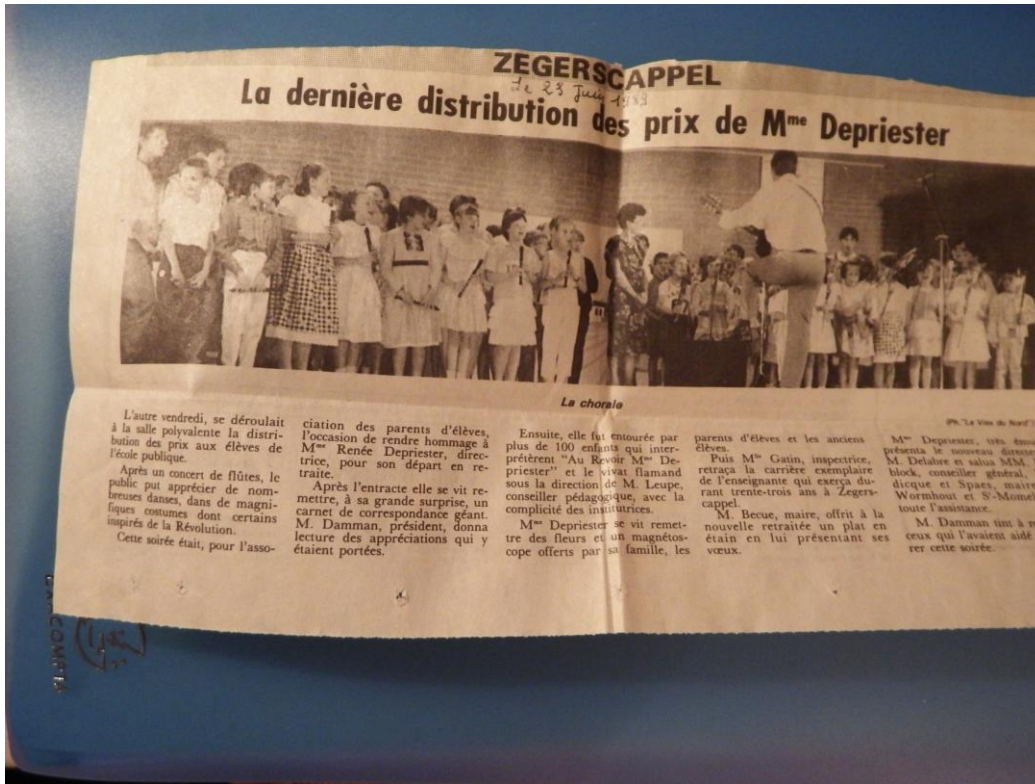 ZEGERSCAPPEL
Le 23 Juin 1989
La dernière distribution des prix de Mme Depriester
La chorale
(Ph. "La Voix du Nord")
L'autre vendredi, se déroulait
à la salle polyvalente la distri-
bution des prix aux élèves de
l'école publique.
Après un concert de flûtes, le
public put apprécier de nom-
breuses danses, dans de magni-
fiques costumes dont certains
inspirés de la Révolution.
Cette soirée était, pour l'asso-
ciation des parents d'élèves,
l'occasion de rendre hommage à
Mme Renée Depriester, direc-
trice, pour son départ en re-
traite.
Après l'entracte elle se vit re-
mettre, à sa grande surprise, un
carnet de correspondance géant.
M. Damman, président, donna
lecture des appréciations qui y
étaient portées.
Ensuite, elle fut entourée par
plus de 100 enfants qui inter-
prétèrent "Au Revoir Mme De-
priester" et le vivat flamand
sous la direction de M. Leupe,
conseiller pédagogique, avec la
complicité des institutrices.
Mme Depriester se vit remet-
tre des fleurs et un magnétos-
cope offerts par sa famille, les
parents d'élèves et les anciens
élèves.
Puis Mlle Gatin, inspectrice,
retraça la carrière exemplaire
de l'enseignante qui exerça du-
rant trente-trois ans à Zegers-
cappel.
M. Becue, maire, offrit à la
nouvelle retraitée un plat en
étain en lui présentant ses
vœux.
Mme Depriester, très
présenta le nouveau
M. Delabre et salua MM.
block, conseiller général,
dicque et Spaes,
Wormhout et St-
toute l'assistance.
M. Damman tint à
ceux qui l'avaient aidé
rer cette soirée.